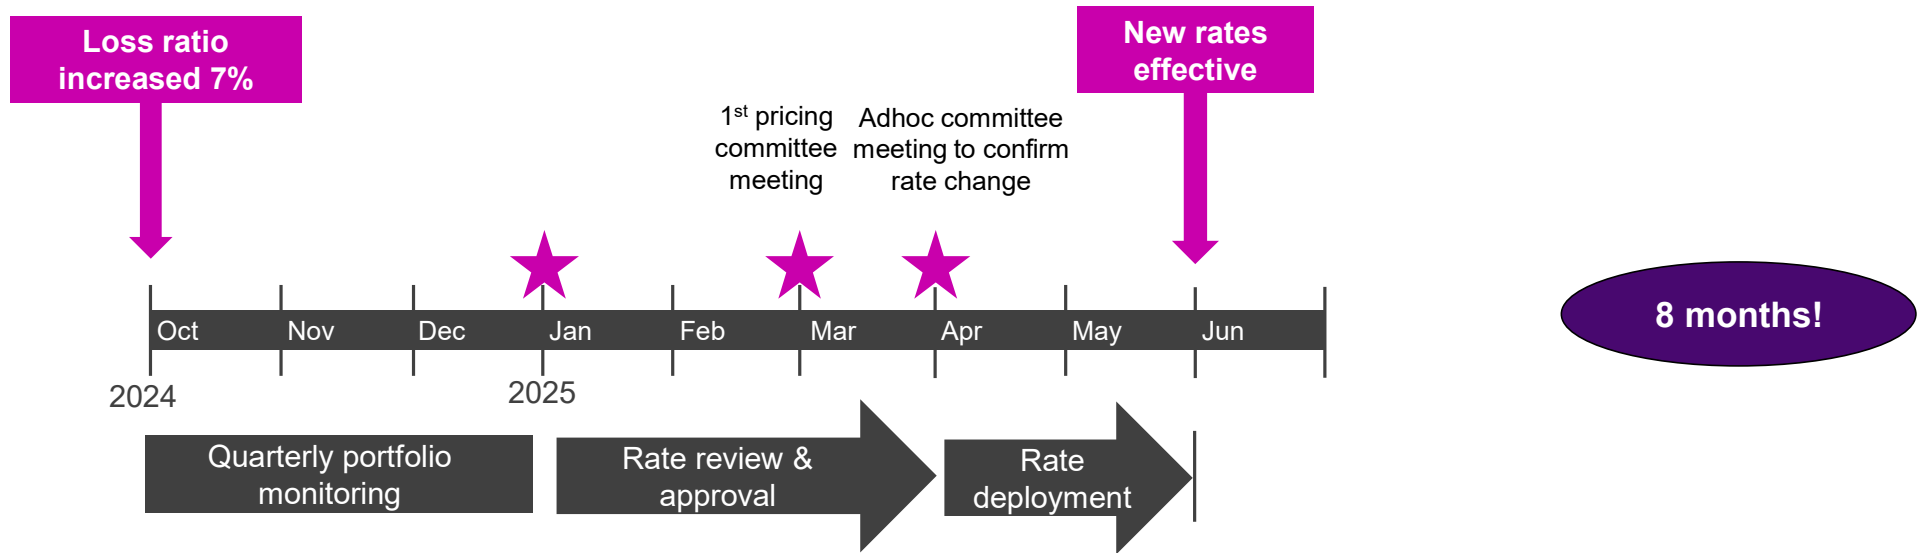 Loss ratio
increased 7%
New rates
effective
1st pricing
committee
meeting
Adhoc committee
meeting to confirm
rate change
Oct
Nov
Dec
Jan
Feb
Mar
Apr
May
Jun
2024
2025
8 months!
Quarterly portfolio
monitoring
Rate review &
approval
Rate
deployment